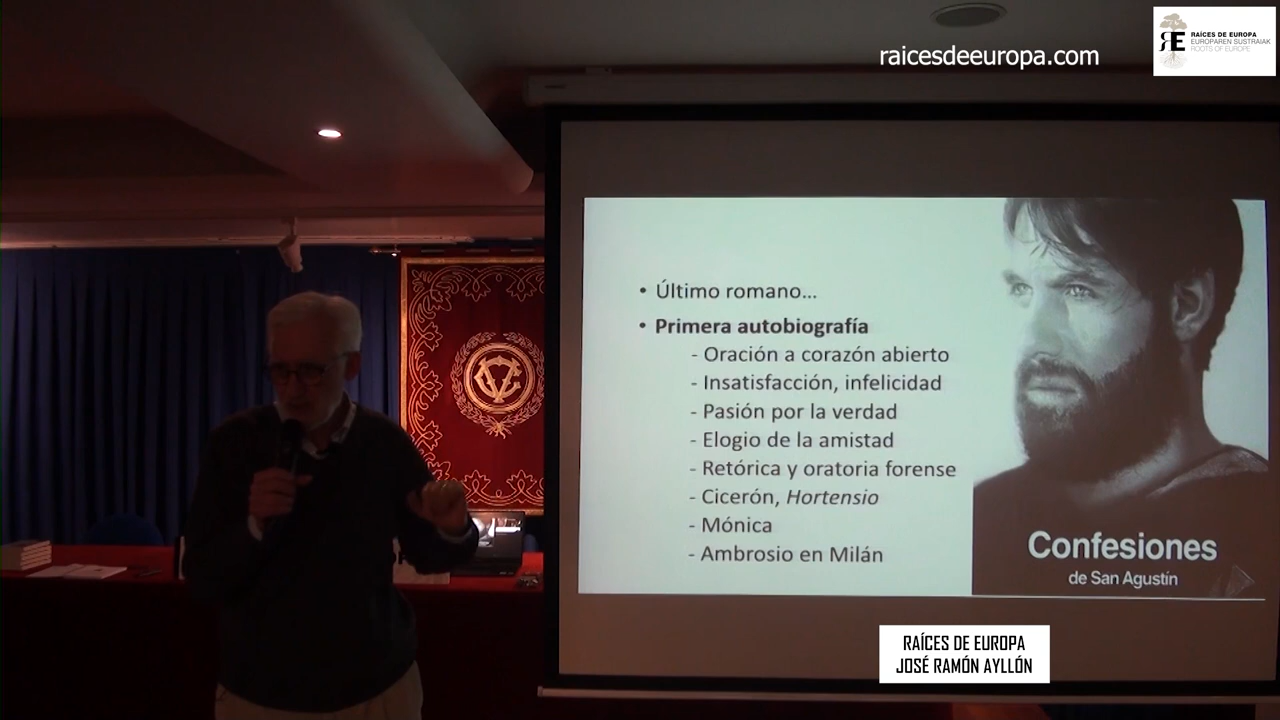 raicesdeeuropa.com
RE
RAÍCES DE EUROPA
EUROPAREN SUSTRAIAK
ROOTS OF EUROPE
• Último romano...
• Primera autobiografía
- Oración a corazón abierto
- Insatisfacción, infelicidad
- Pasión por la verdad
- Elogio de la amistad
- Retórica y oratoria forense
- Cicerón, Hortensio
- Mónica
- Ambrosio en Milán
Confesiones
de San Agustín
RAÍCES DE EUROPA
JOSÉ RAMÓN AYLLÓN